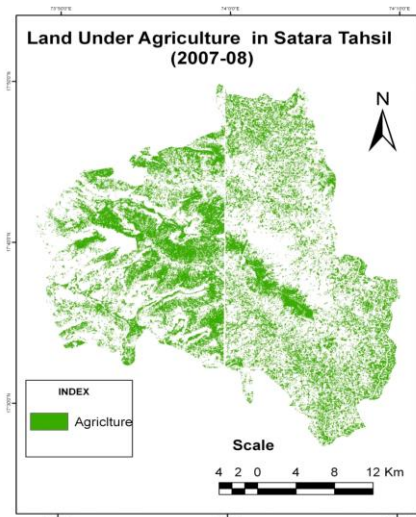 Land Under Agriculture in Satara Tahsil
(2007-08)
N
INDEX
Agriclture
Scale
4 2 0 4 8 12 Km